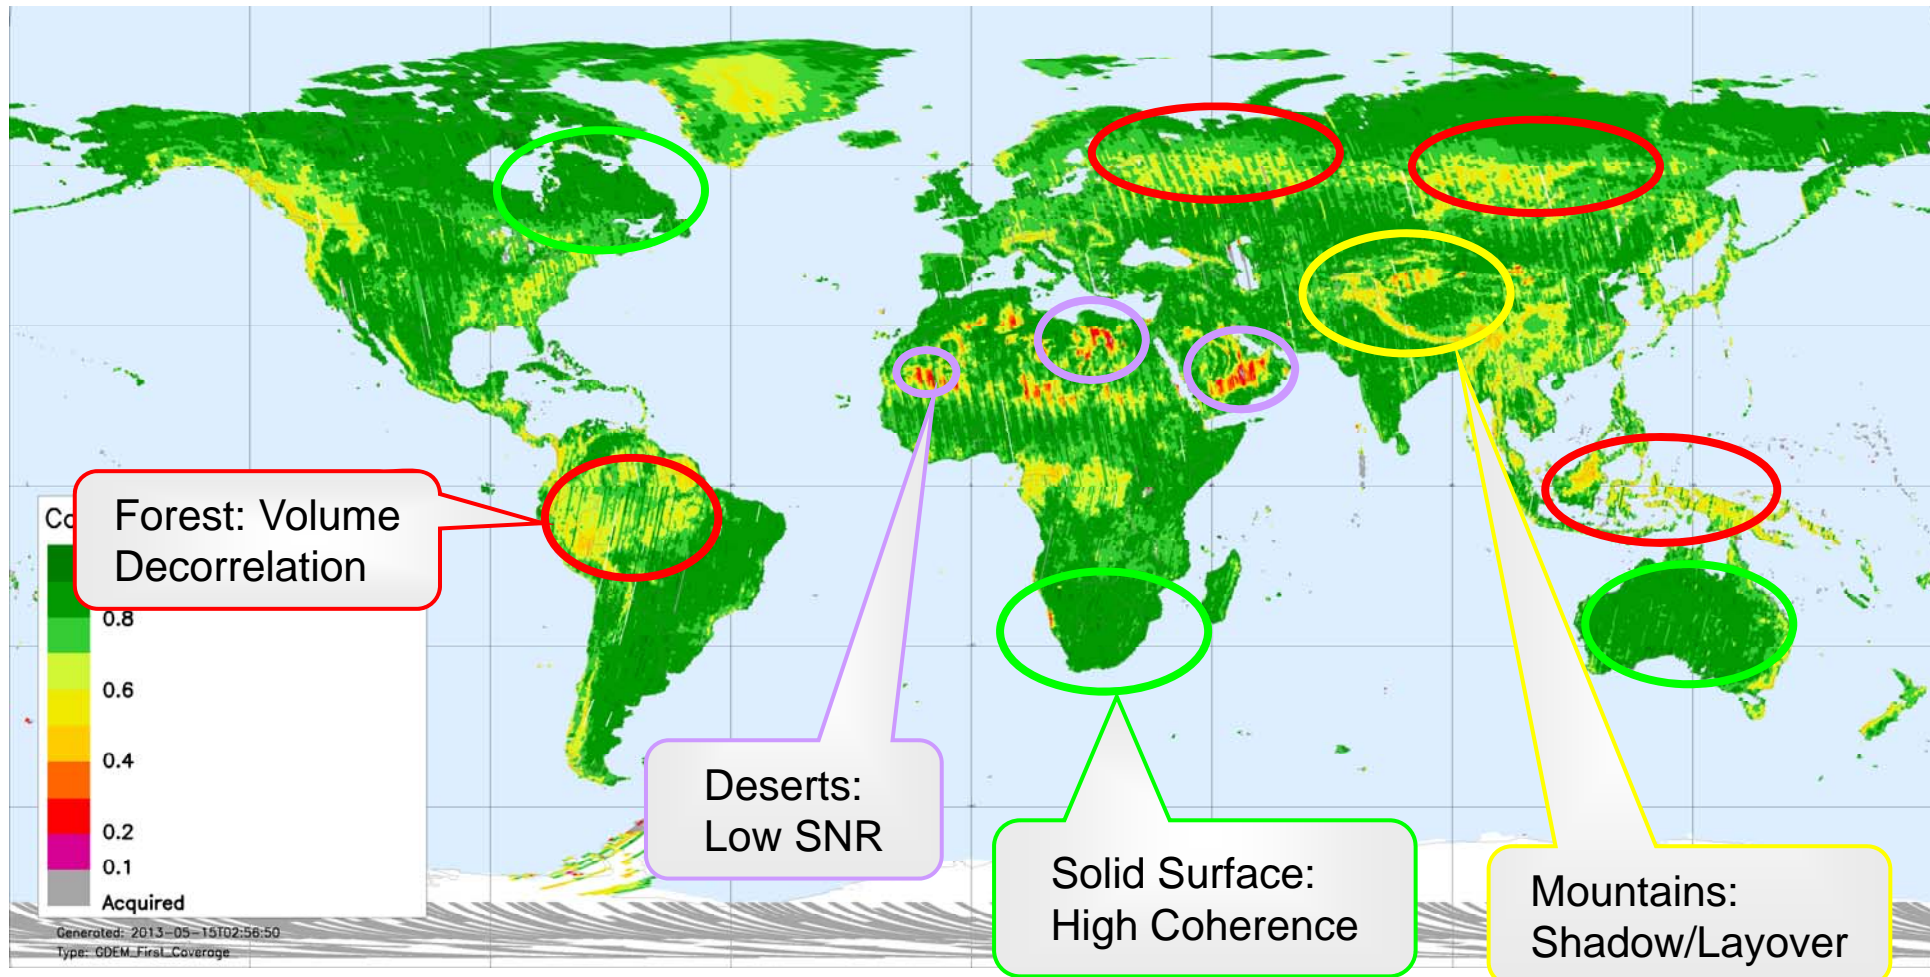 Forest: Volume
Decorrelation
Co
0.8
0.6
0.4
0.2
0.1
Acquired
Generated: 2013-05-15T02:56:50
Type: GDEM_First_Coverage
Deserts:
Low SNR
Solid Surface:
High Coherence
Mountains:
Shadow/Layover